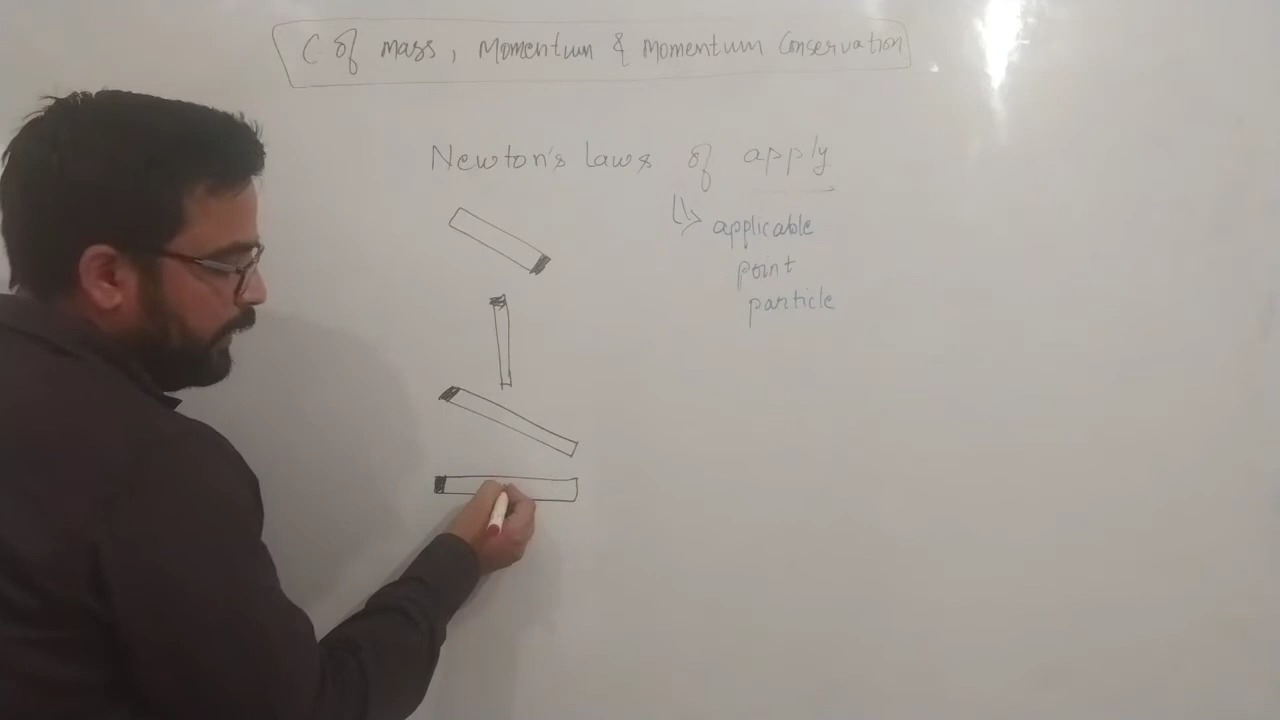 C of mass, Momentum & Momentum Conservation
Newton's laws of apply
applicable
point
particle